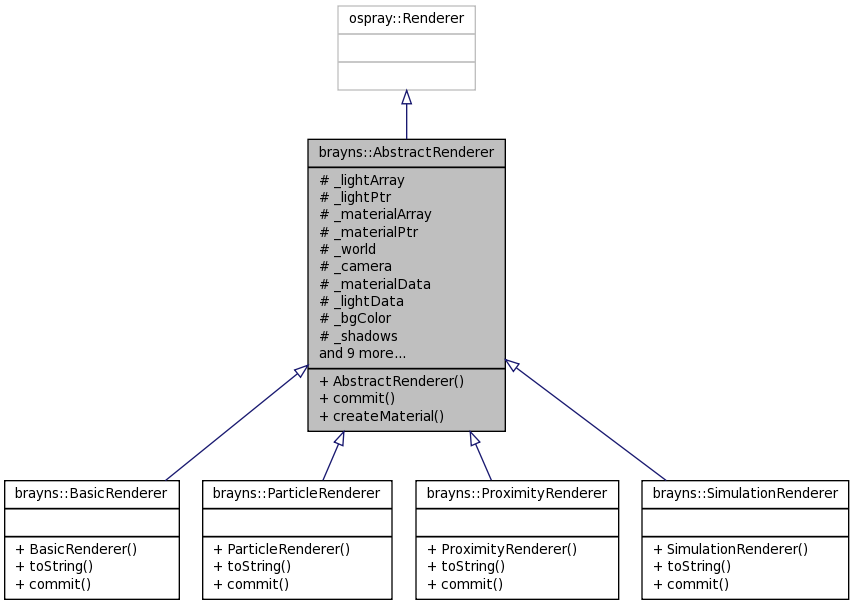 ospray::Renderer
brayns::AbstractRenderer
# _lightArray
# _lightPtr
# _materialArray
# _materialPtr
# _world
# _camera
# _materialData
# _lightData
# _bgColor
# _shadows
and 9 more...
+ AbstractRenderer()
+ commit()
+ createMaterial()
brayns::BasicRenderer
+ BasicRenderer()
+ toString()
+ commit()
brayns::ParticleRenderer
+ ParticleRenderer()
+ toString()
+ commit()
brayns::ProximityRenderer
+ ProximityRenderer()
+ toString()
+ commit()
brayns::SimulationRenderer
+ SimulationRenderer()
+ toString()
+ commit()